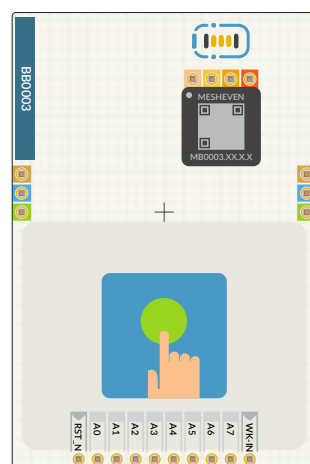 BB0003
MESHEVEN
MB0003.XX.X.X
RST_N
A0
A1
A2
A3
A4
A5
A6
A7
WK-IN